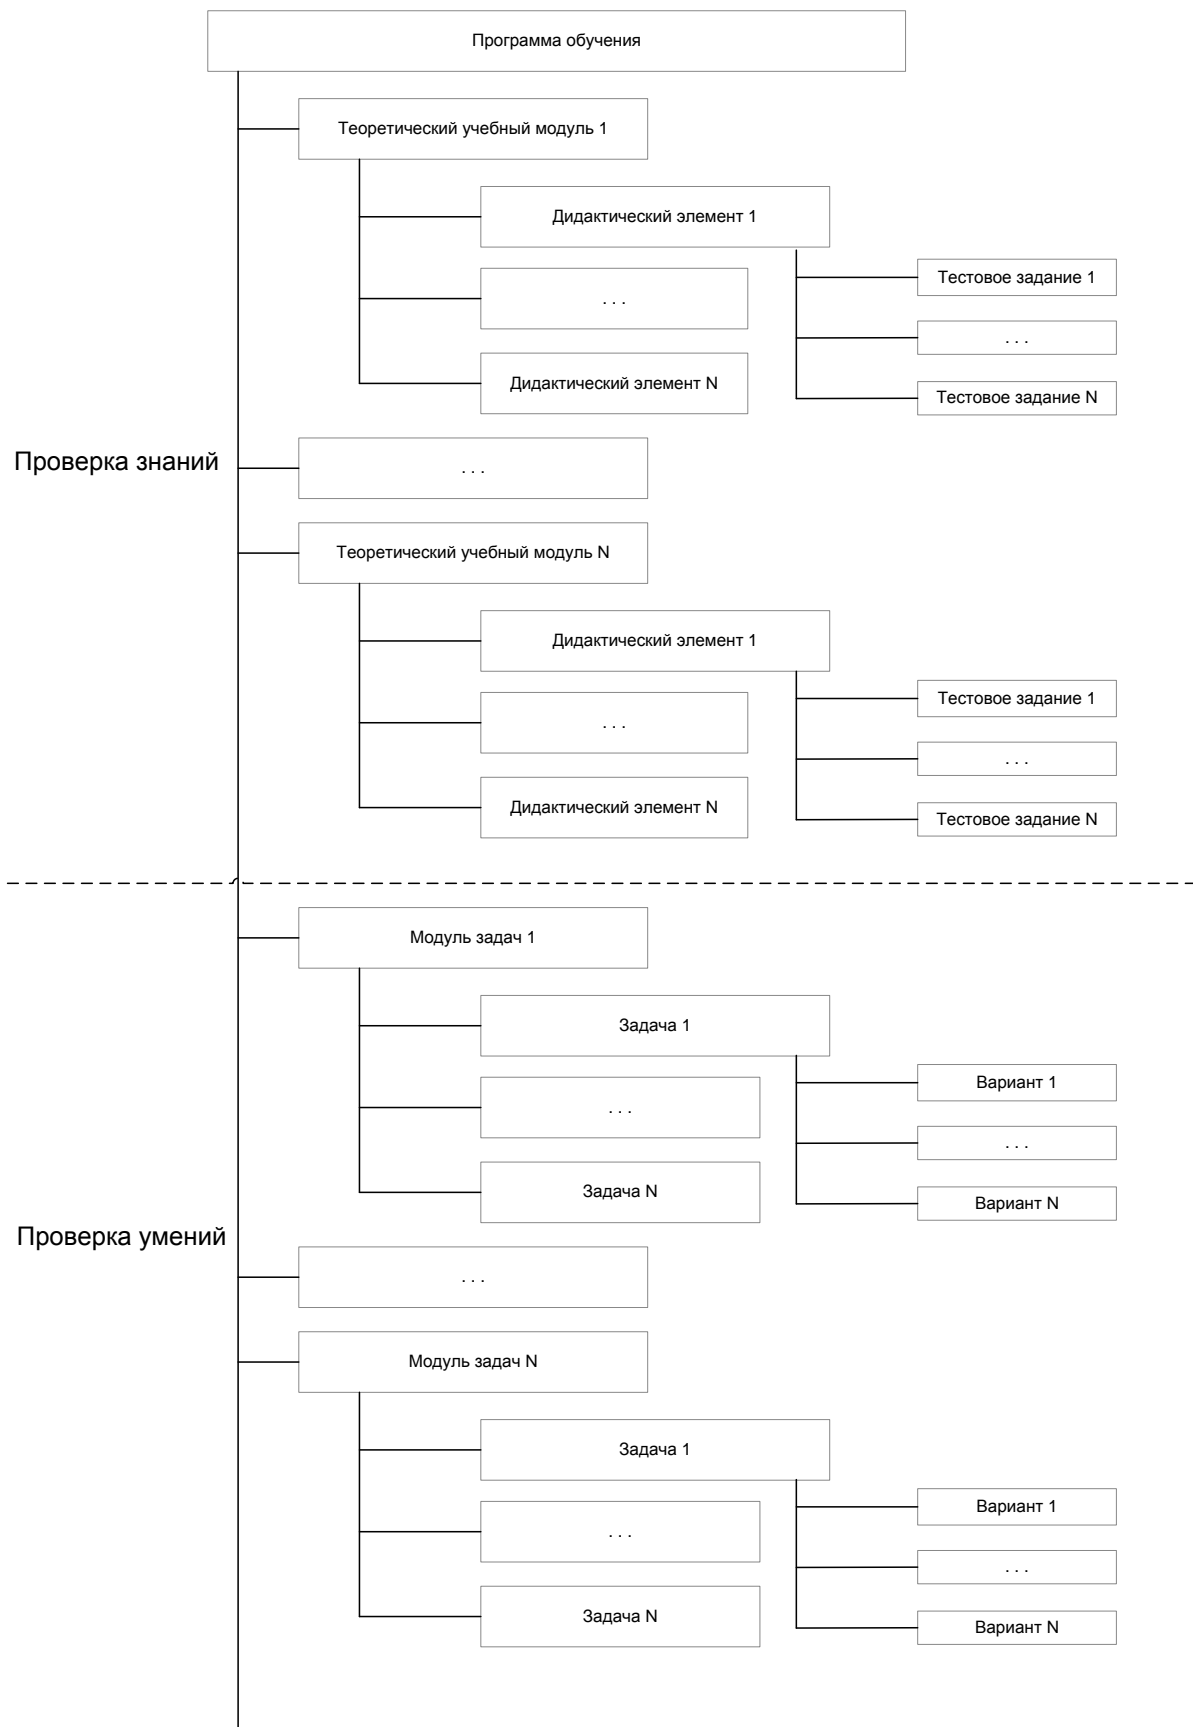 Программа обучения
Теоретический учебный модуль 1
Дидактический элемент 1
Тестовое задание 1
. . .
. . .
Дидактический элемент N
Тестовое задание N
Проверка знаний
. . .
Теоретический учебный модуль N
Дидактический элемент 1
Тестовое задание 1
. . .
. . .
Дидактический элемент N
Тестовое задание N
Модуль задач 1
Задача 1
Вариант 1
. . .
. . .
Задача N
Вариант N
Проверка умений
. . .
Модуль задач N
Задача 1
Вариант 1
. . .
. . .
Задача N
Вариант N